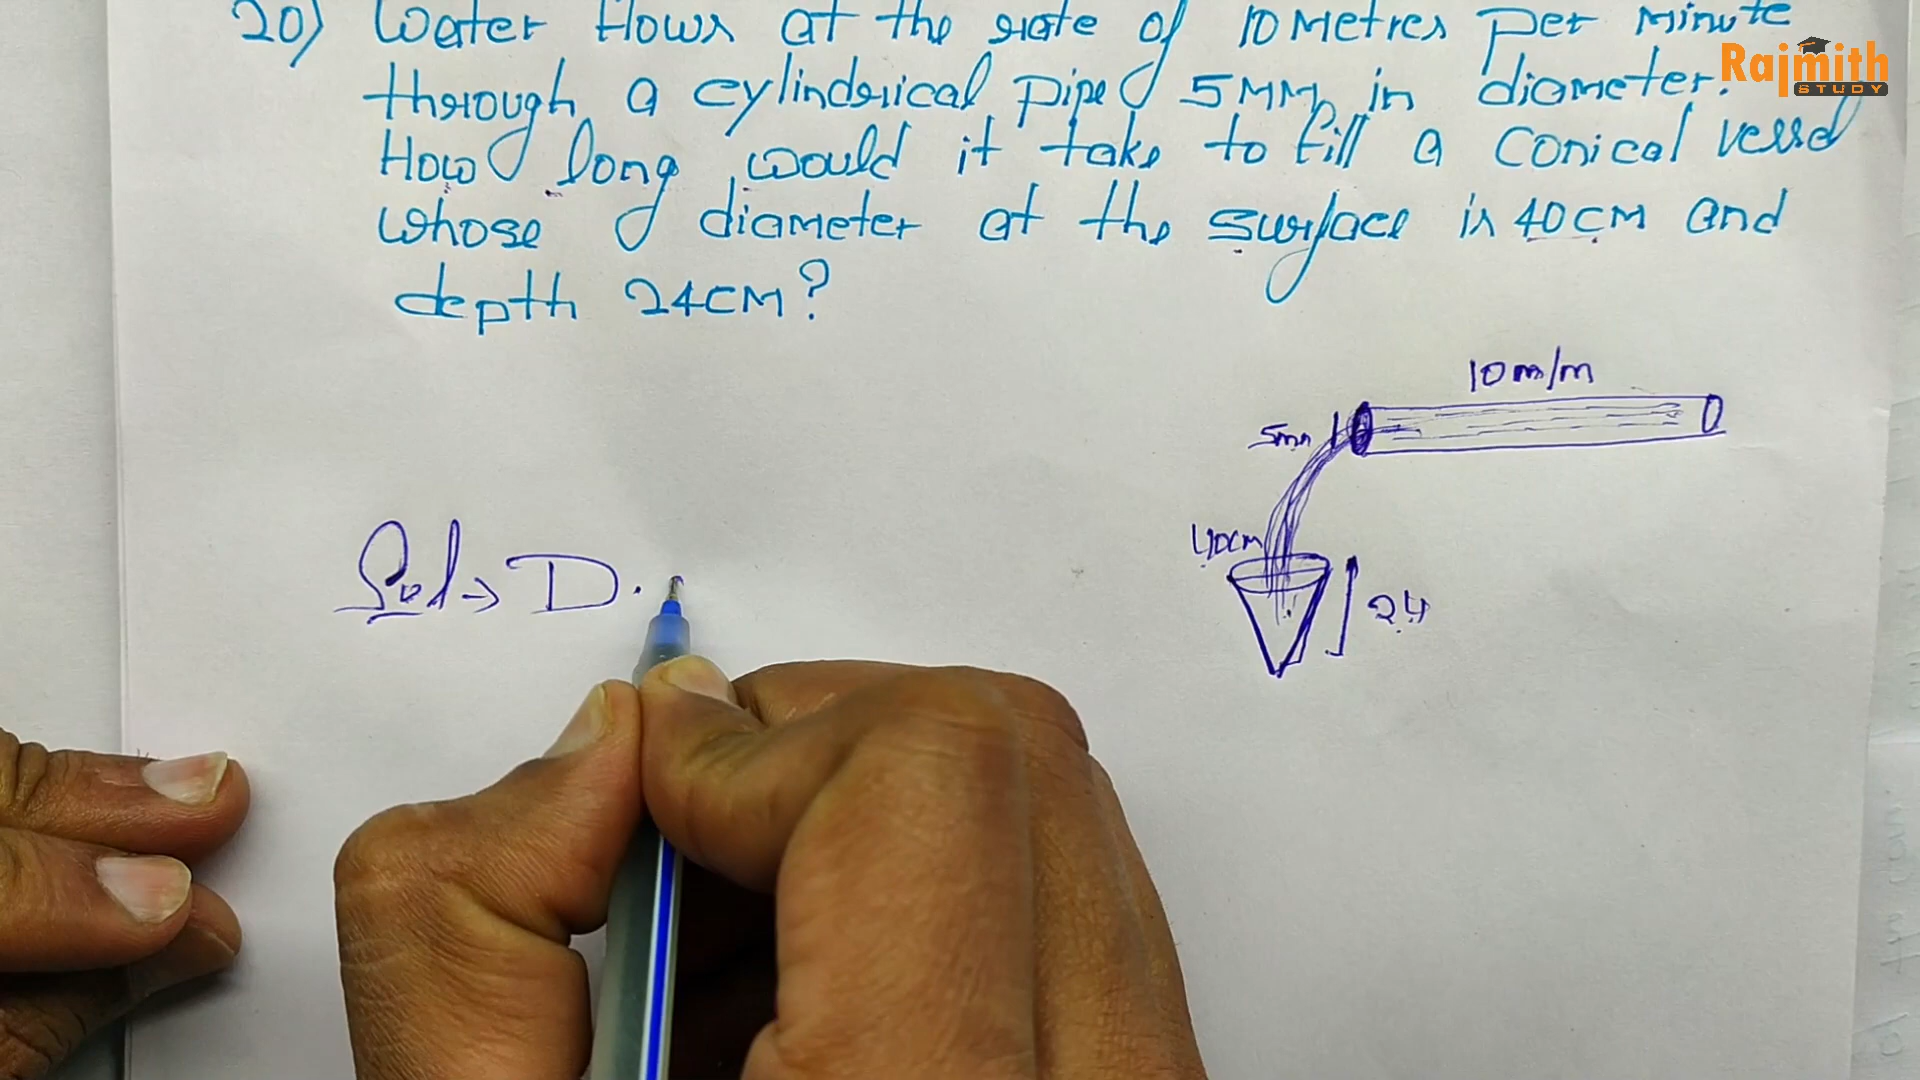 20) Water flows at the rate of 10 Metres per minute
through a cylinderical pipe 5MM in diameter.
How long would it take to fill a conical vessel
whose diameter at the surface is 40CM and
depth 24CM?
10m/m
5mm
40cm
24
Sol→ D.
Rajmith
STUDY